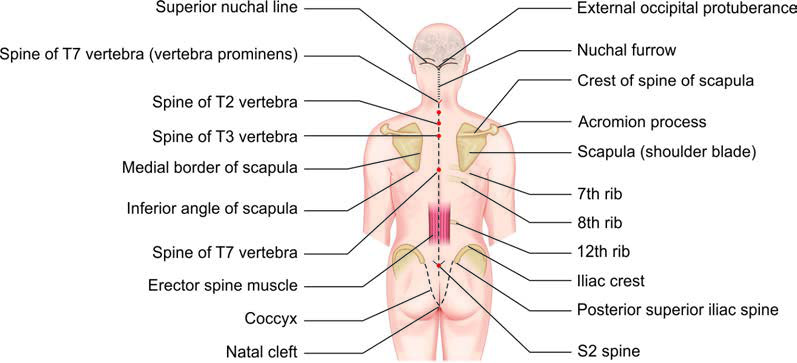 Superior nuchal line
Spine of T7 vertebra (vertebra prominens)
Spine of T2 vertebra
Spine of T3 vertebra
Medial border of scapula
Inferior angle of scapula
Spine of T7 vertebra
Erector spine muscle
Coccyx
Natal cleft
External occipital protuberance
Nuchal furrow
Crest of spine of scapula
Acromion process
Scapula (shoulder blade)
7th rib
8th rib
12th rib
Iliac crest
Posterior superior iliac spine
S2 spine